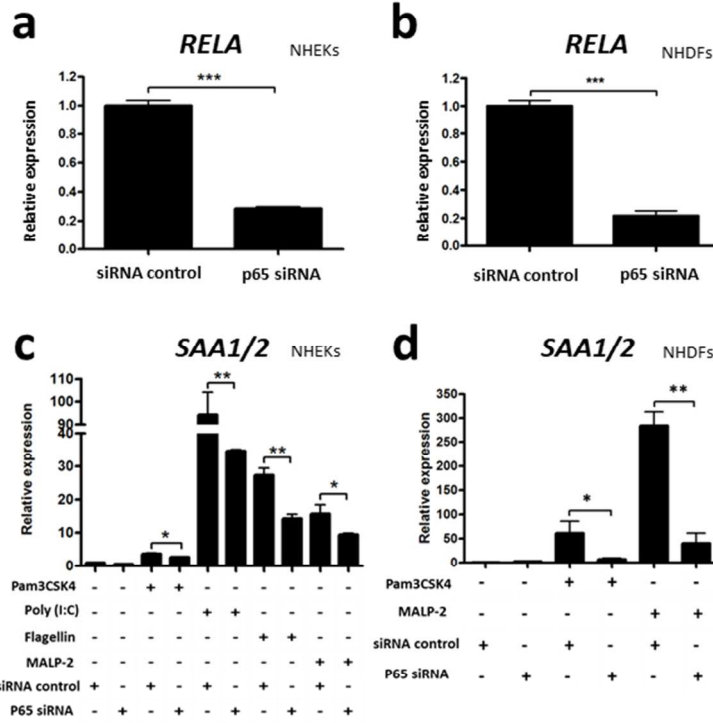 a
RELA NHEKs
***
Relative expression
1.2
1.0
0.8
0.6
0.4
0.2
0.0
siRNA control p65 siRNA
b
RELA NHDFs
***
Relative expression
1.2
1.0
0.8
0.6
0.4
0.2
0.0
siRNA control p65 siRNA
c
SAA1/2 NHEKs
Relative expression
110
100
90
40
30
20
10
0
* ** ** *
Pam3CSK4 - - + + - - - - - -
Poly (I:C) - - - - + + - - - -
Flagellin - - - - - - + + - -
MALP-2 - - - - - - - - + +
siRNA control + - + - + - + - + -
P65 siRNA - + - + - + - + - +
d
SAA1/2 NHDFs
Relative expression
350
300
250
200
150
100
50
0
* **
Pam3CSK4 - - + + - -
MALP-2 - - - - + +
siRNA control + - + - + -
P65 siRNA - + - + - +